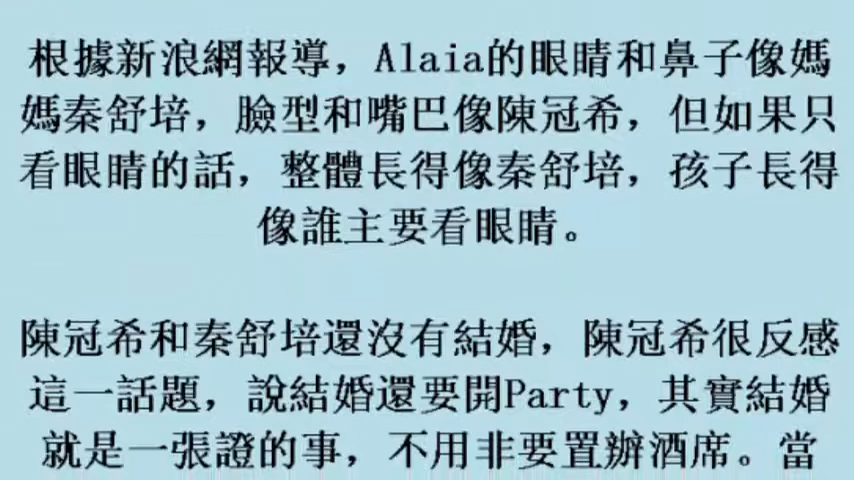 根據新浪網報導，Alaia的眼睛和鼻子像媽
媽秦舒培，臉型和嘴巴像陳冠希，但如果只
看眼睛的話，整體長得像秦舒培，孩子長得
像誰主要看眼睛。
陳冠希和秦舒培還沒有結婚，陳冠希很反感
這一話題，說結婚還要開Party，其實結婚
就是一張證的事，不用非要置辦酒席。當